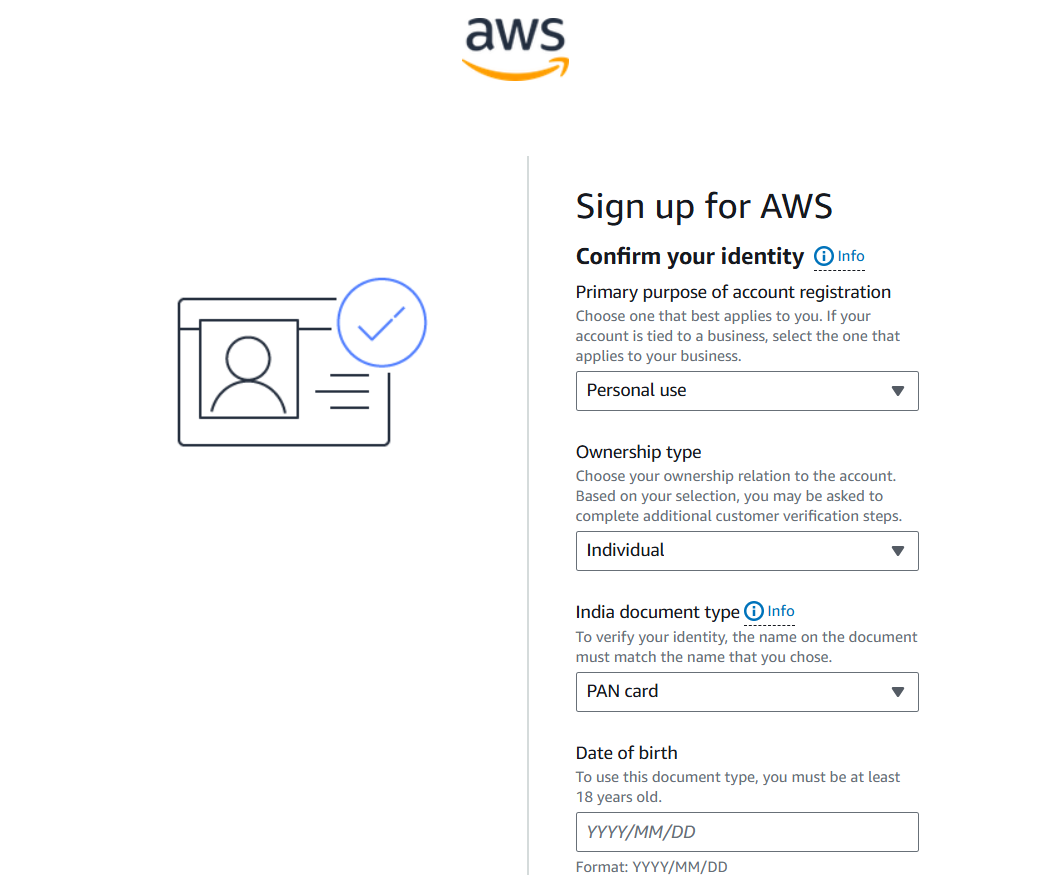 aws
Sign up for AWS
Confirm your identity Info
Primary purpose of account registration
Choose one that best applies to you. If your
account is tied to a business, select the one that
applies to your business.
Personal use
Ownership type
Choose your ownership relation to the account.
Based on your selection, you may be asked to
complete additional customer verification steps.
Individual
India document type Info
To verify your identity, the name on the document
must match the name that you chose.
PAN card
Date of birth
To use this document type, you must be at least
18 years old.
YYYY/MM/DD
Format: YYYY/MM/DD